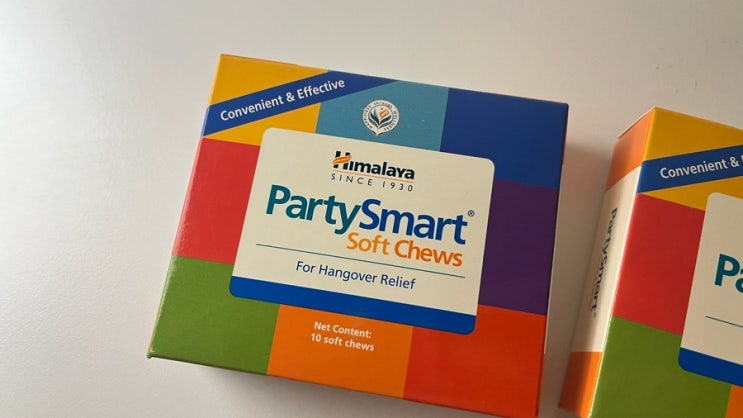 Convenient & Effective
Himalaya
SINCE 1930
PartySmart®
Soft Chews
For Hangover Relief
Net Content:
10 soft chews
Convenient &
PartySmart